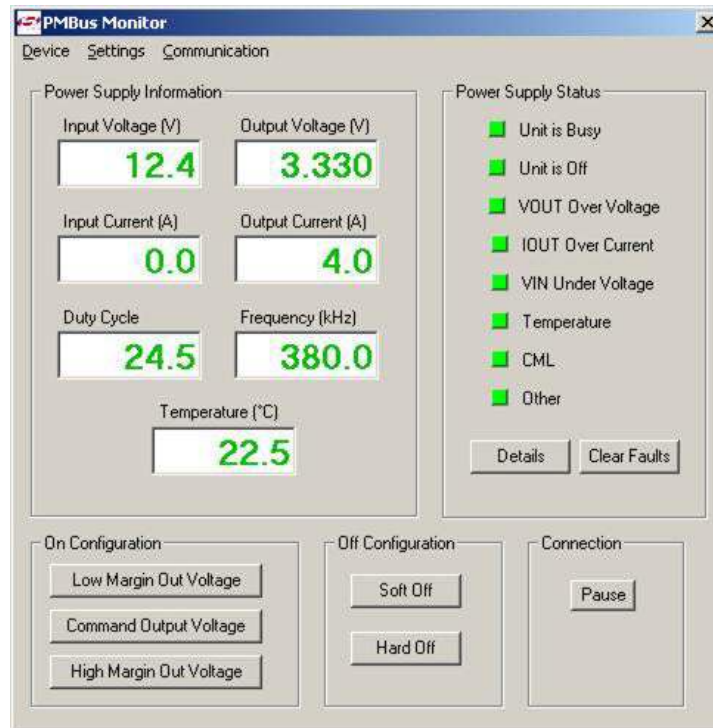 PMBus Monitor
Device Settings Communication
Power Supply Information
Input Voltage (V) Output Voltage (V)
12.4 3.330
Input Current (A) Output Current (A)
0.0 4.0
Duty Cycle Frequency (kHz)
24.5 380.0
Temperature (°C)
22.5
Power Supply Status
Unit is Busy
Unit is Off
VOUT Over Voltage
IOUT Over Current
VIN Under Voltage
Temperature
CML
Other
Details Clear Faults
On Configuration
Low Margin Out Voltage
Command Output Voltage
High Margin Out Voltage
Off Configuration
Soft Off
Hard Off
Connection
Pause